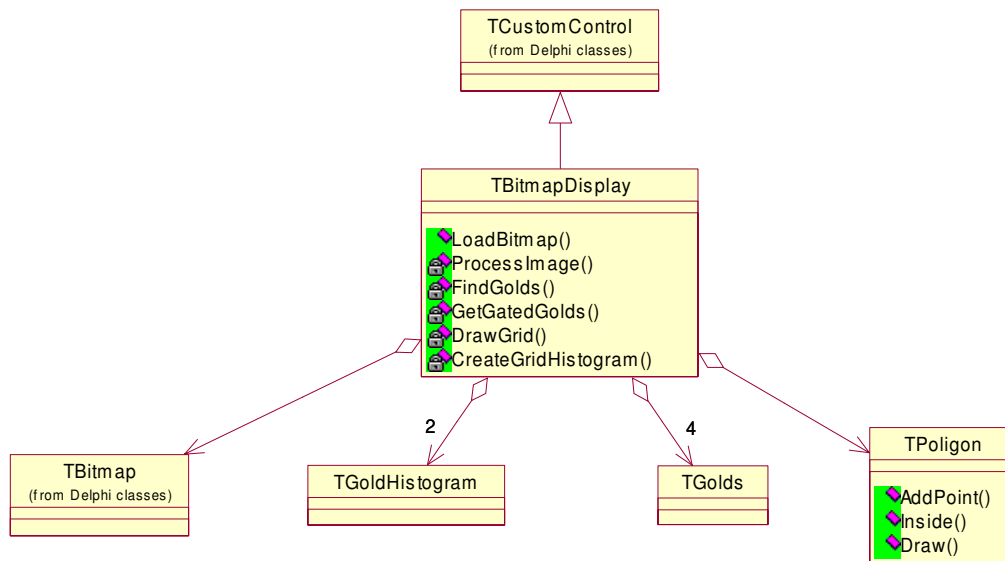 TCustomControl
(from Delphi classes)
TBitmapDisplay
LoadBitmap()
ProcessImage()
FindGolds()
GetGatedGolds()
DrawGrid()
CreateGridHistogram()
2
4
TBitmap
(from Delphi classes)
TGoldHistogram
TGolds
TPoligon
AddPoint()
Inside()
Draw()